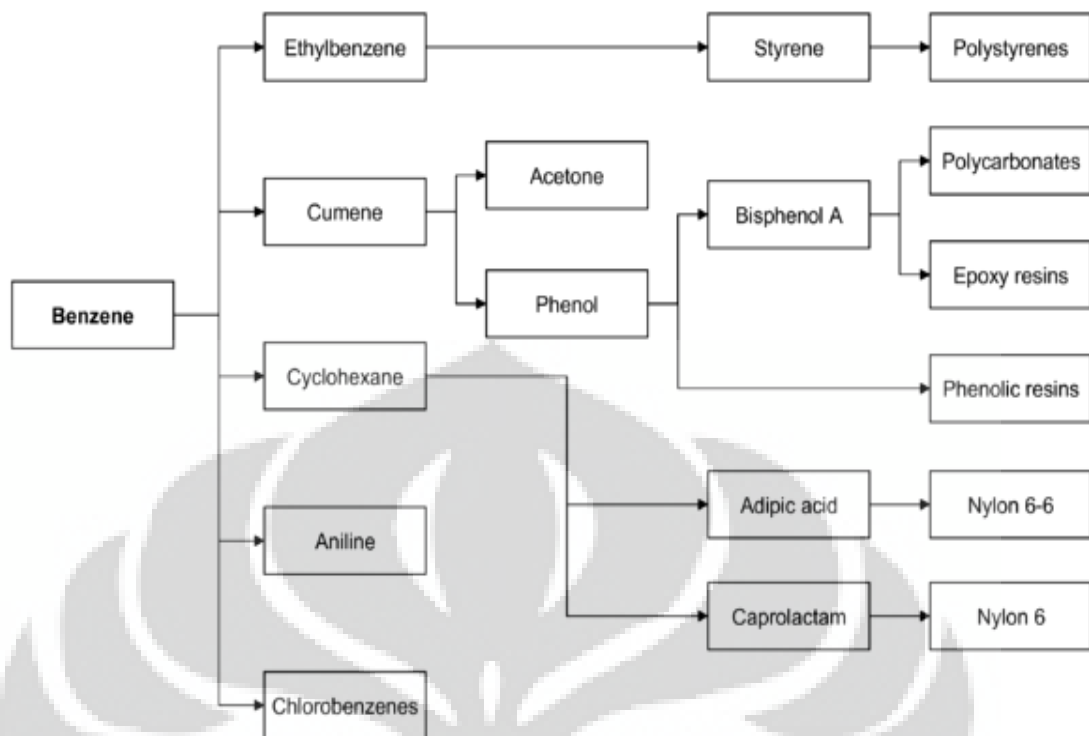 Ethylbenzene
Styrene
Polystyrenes
Polycarbonates
Acetone
Cumene
Bisphenol A
Epoxy resins
Phenol
Benzene
Cyclohexane
Phenolic resins
Adipic acid
Nylon 6-6
Aniline
Caprolactam
Nylon 6
Chlorobenzenes